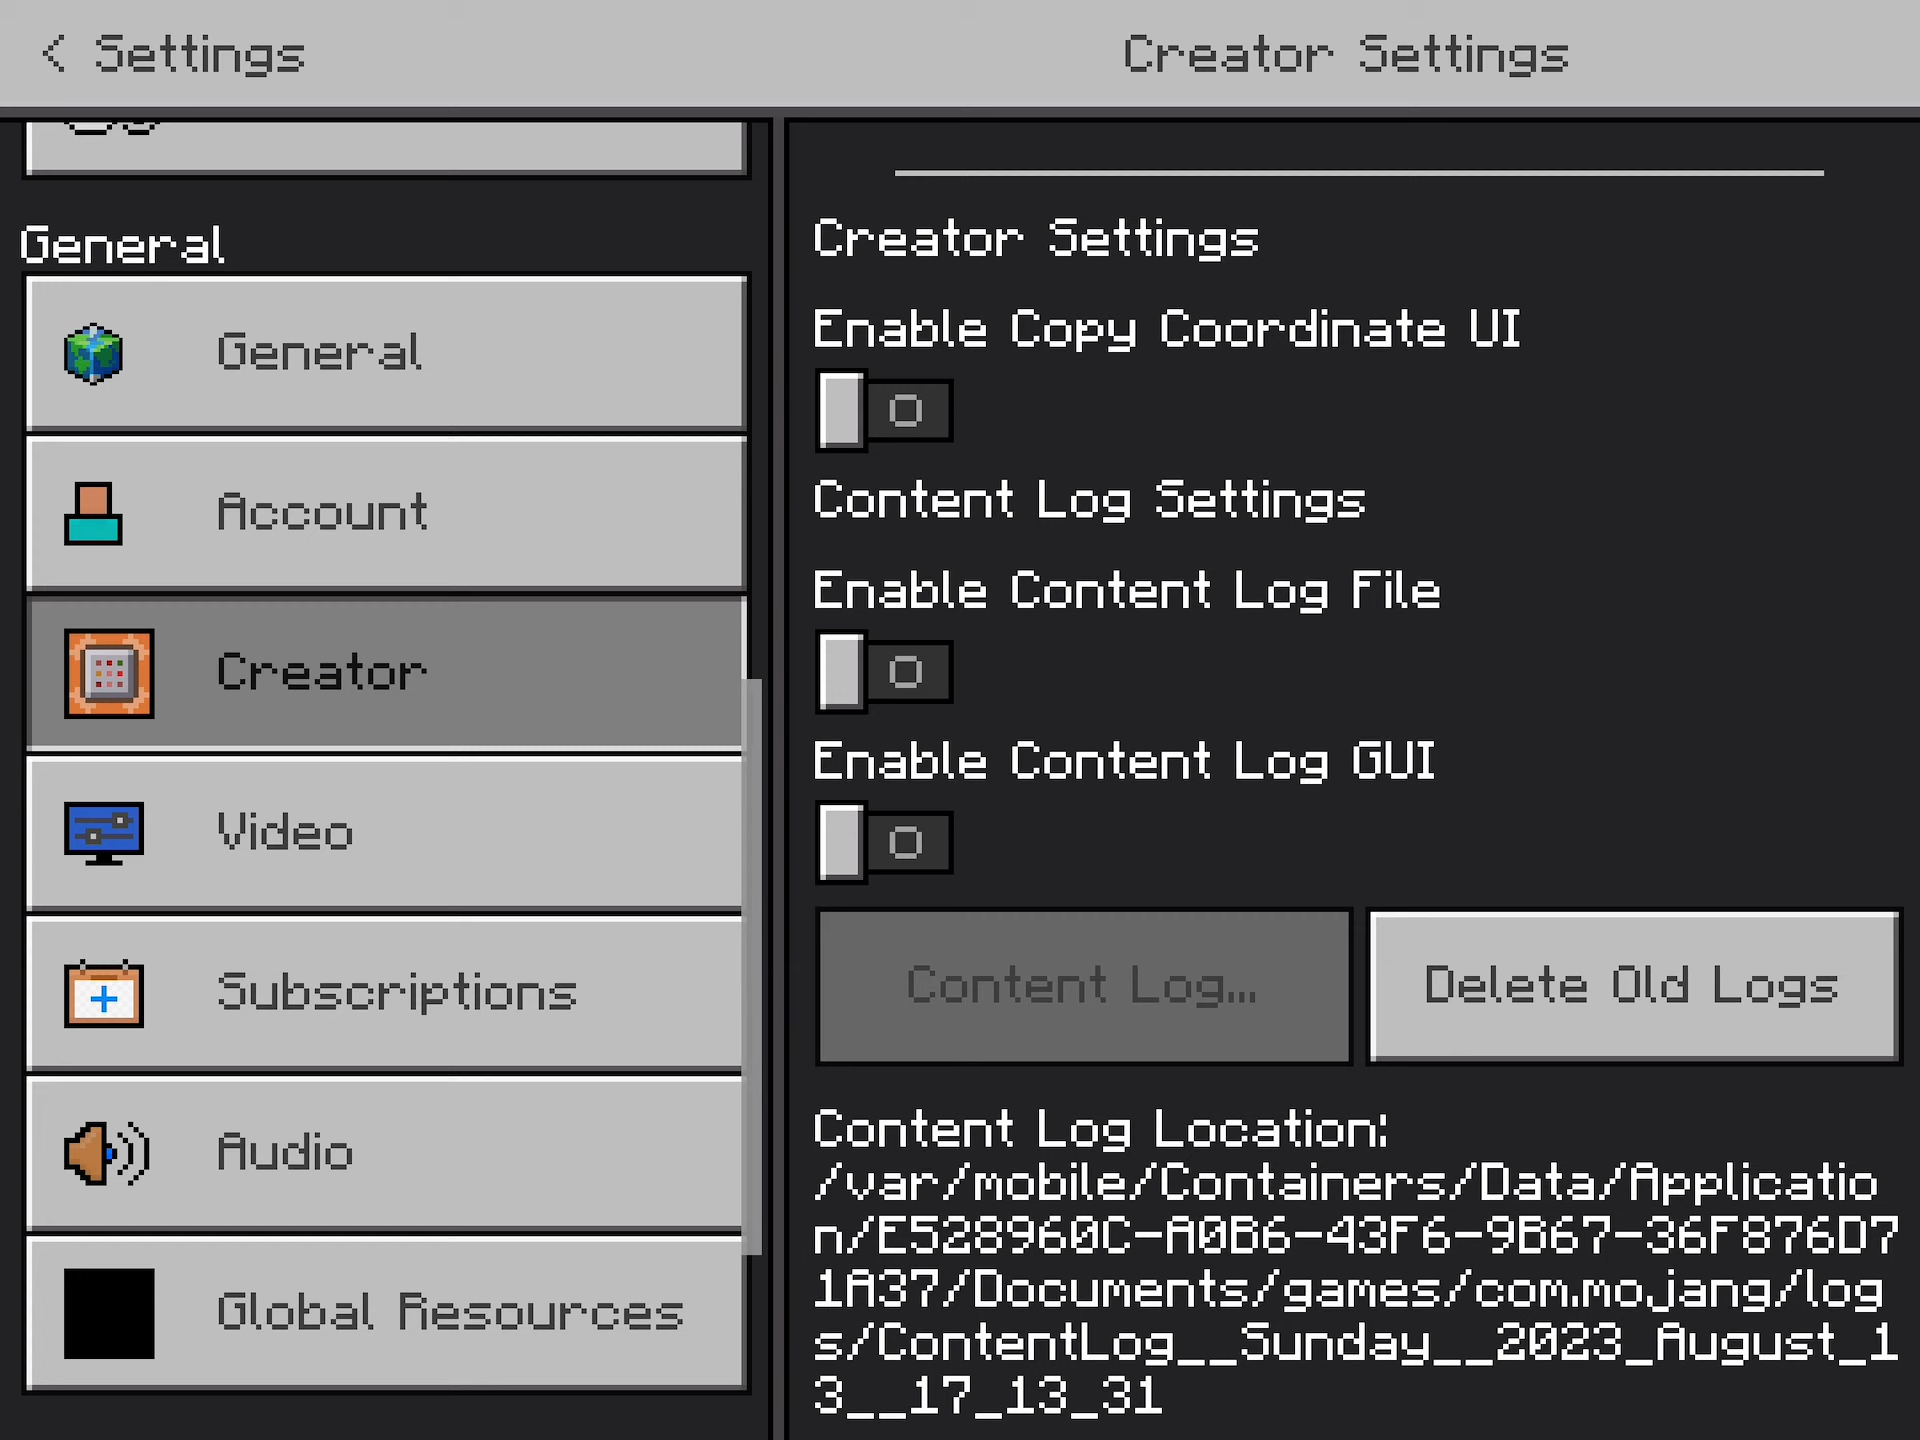 < Settings
Creator Settings
General
General
Account
Creator
Video
Subscriptions
Audio
Global Resources
Creator Settings
Enable Copy Coordinate UI
Content Log Settings
Enable Content Log File
Enable Content Log GUI
Content Log...
Delete Old Logs
Content Log Location:
/var/mobile/Containers/Data/Applicatio
n/E528960C-A0B6-43F6-9B67-36F876D7
1A37/Documents/games/com.mojang/log
s/ContentLog__Sunday__2023_August_1
3__17_13_31